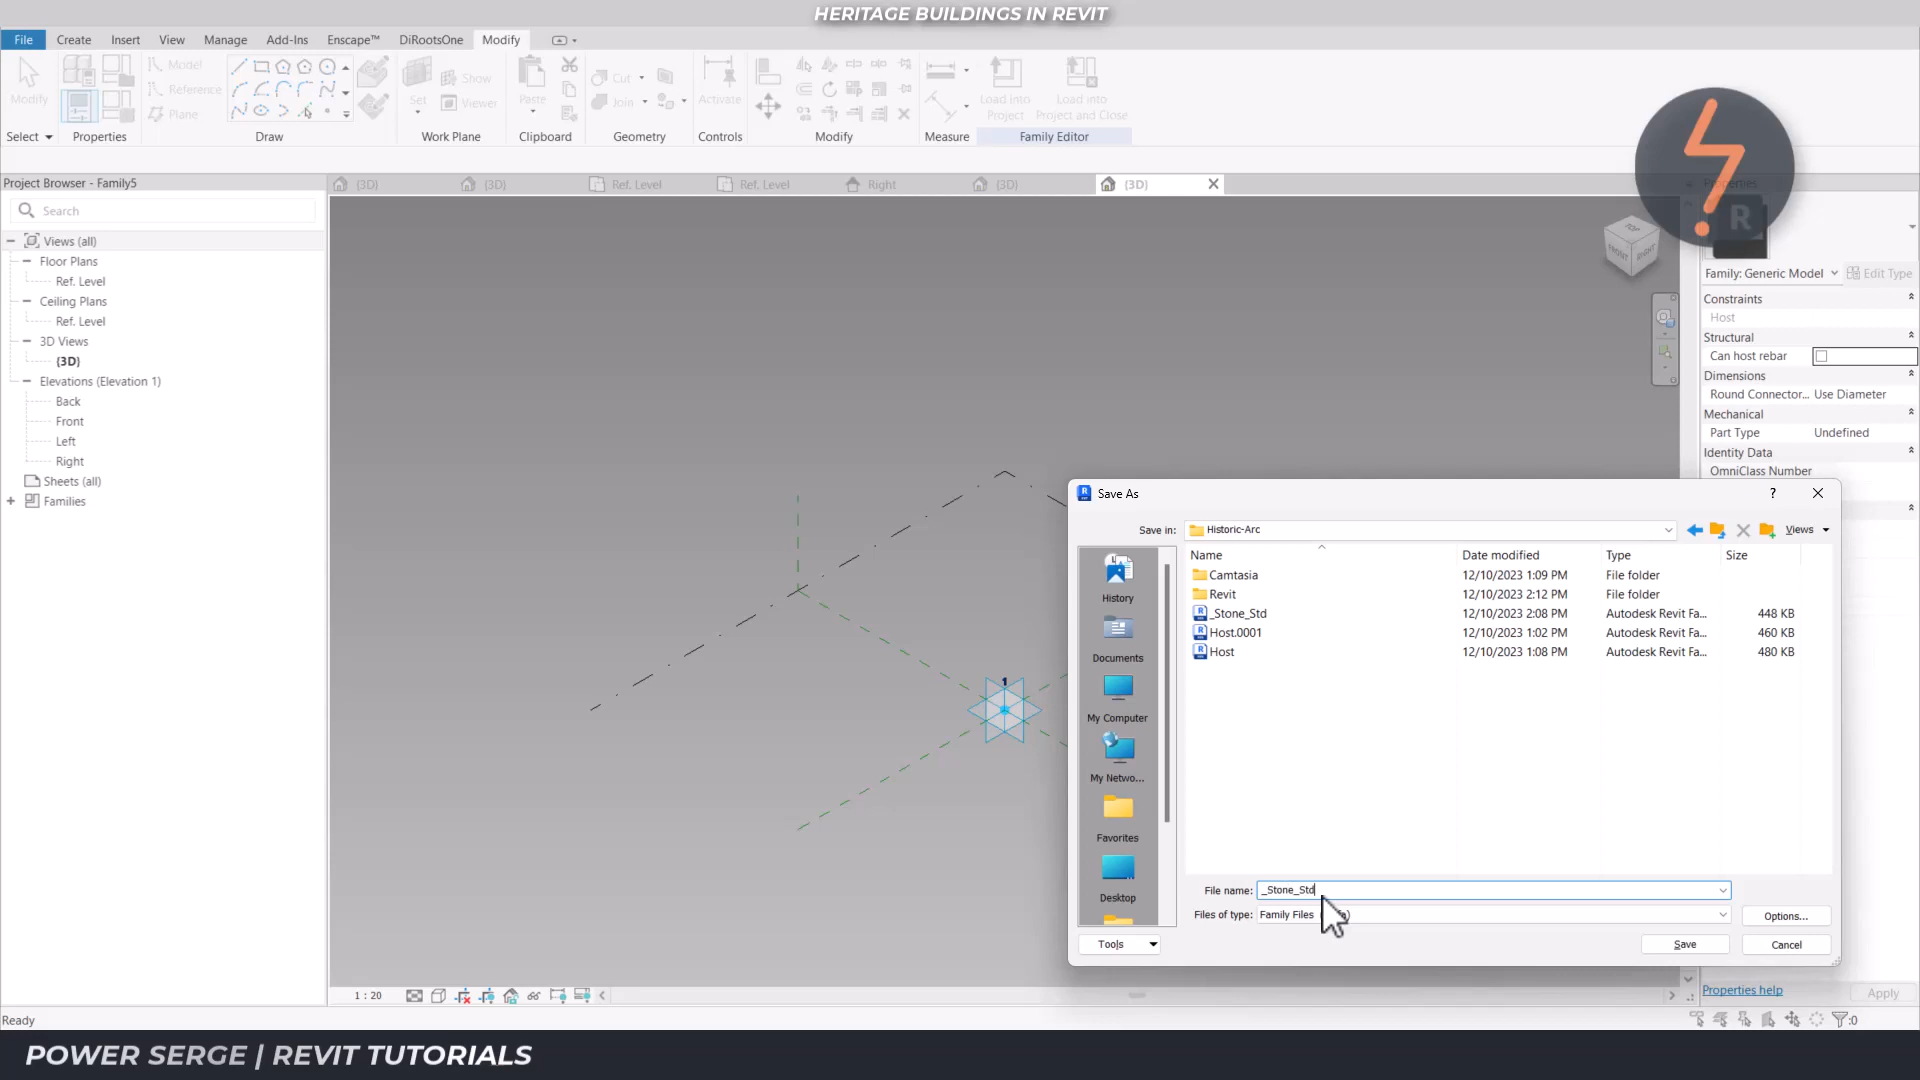 HERITAGE BUILDINGS IN REVIT
File Create Insert View Manage Add-Ins Enscape™ DiRootsOne Modify
Model Show Cut
Modify Reference Set Viewer Paste Join Activate Load into Project Load into Project and Close
Plane
Select Properties Draw Work Plane Clipboard Geometry Controls Modify Measure Family Editor
Project Browser - Family5
(3D) (3D) Ref. Level Ref. Level Right (3D) (3D)
Properties
R
Search
Views (all)
Floor Plans
Ref. Level
Ceiling Plans
Ref. Level
3D Views
{3D}
Elevations (Elevation 1)
Back
Front
Left
Right
Sheets (all)
Families
TOP
FRONT RIGHT
1
Family: Generic Model Edit Type
Constraints
Host
Structural
Can host rebar
Dimensions
Round Connector... Use Diameter
Mechanical
Part Type Undefined
Identity Data
OmniClass Number
Save As
Save in: Historic-Arc Views
Name Date modified Type Size
Camtasia 12/10/2023 1:09 PM File folder
Revit 12/10/2023 2:12 PM File folder
_Stone_Std 12/10/2023 2:08 PM Autodesk Revit Fa... 448 KB
Host.0001 12/10/2023 1:02 PM Autodesk Revit Fa... 460 KB
Host 12/10/2023 1:08 PM Autodesk Revit Fa... 480 KB
History
Documents
My Computer
My Netwo...
Favorites
Desktop
File name: _Stone_Std
Files of type: Family Files
Options...
Tools
Save
Cancel
1 : 20
Properties help
Apply
Ready
:0
POWER SERGE | REVIT TUTORIALS